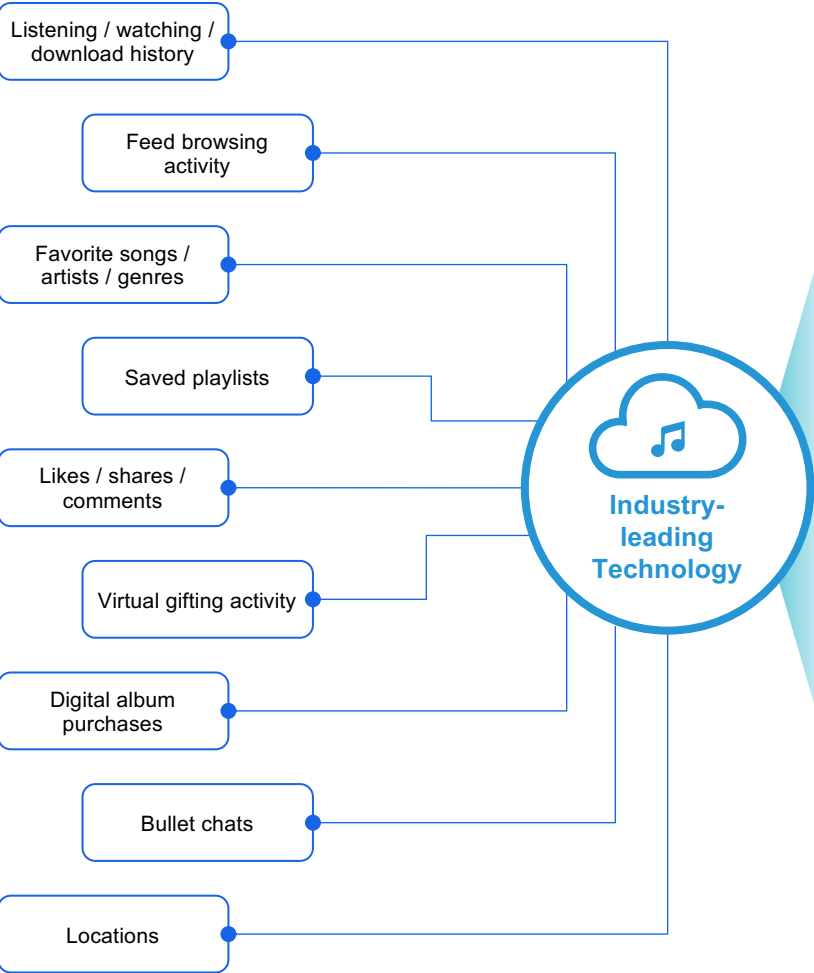 Listening / watching /
download history
Feed browsing
activity
Favorite songs /
artists / genres
Saved playlists
Likes / shares /
comments
Virtual gifting activity
Digital album
purchases
Bullet chats
Locations
Industry-
leading
Technology